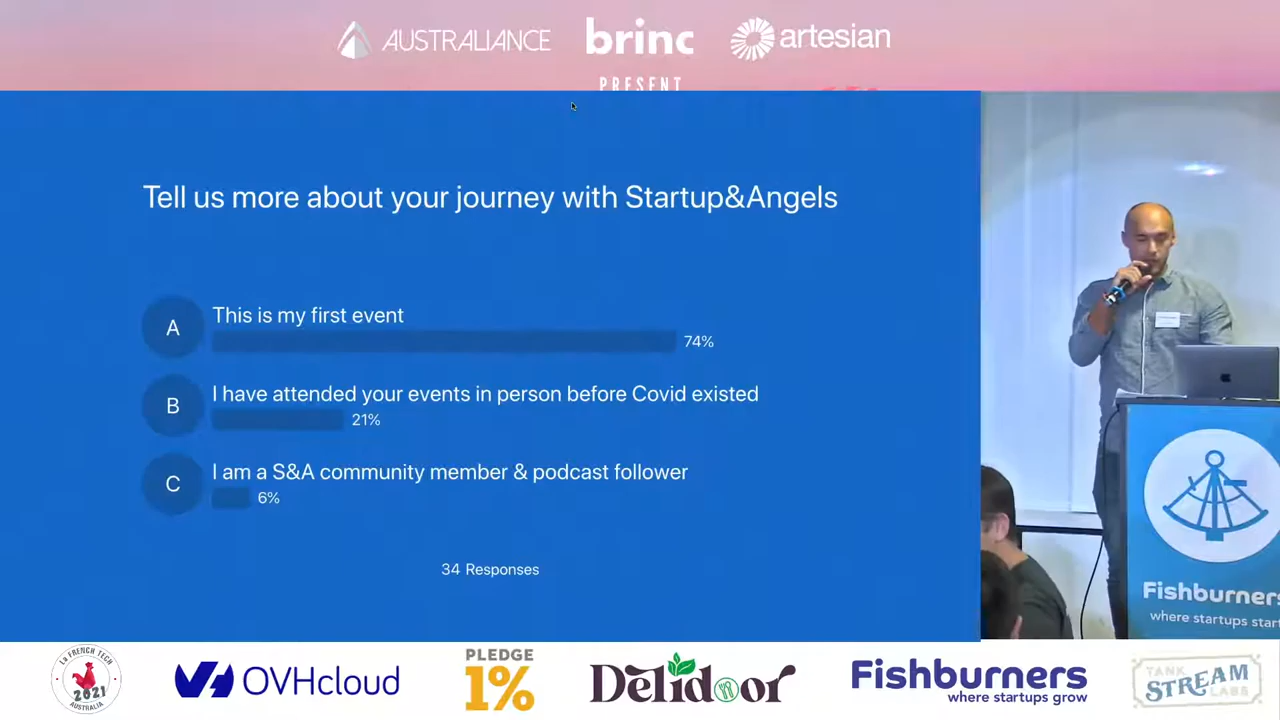 AUSTRALIANCE
brinc
artesian
PRESENT
Tell us more about your journey with Startup&Angels
A
This is my first event
74%
B
I have attended your events in person before Covid existed
21%
C
I am a S&A community member & podcast follower
6%
34 Responses
Fishburners
where startups start
La FRENCH TECH
2021
AUSTRALIA
OVHcloud
PLEDGE
1%
Delidoor
Fishburners
where startups grow
TANK
STREAM
LABS